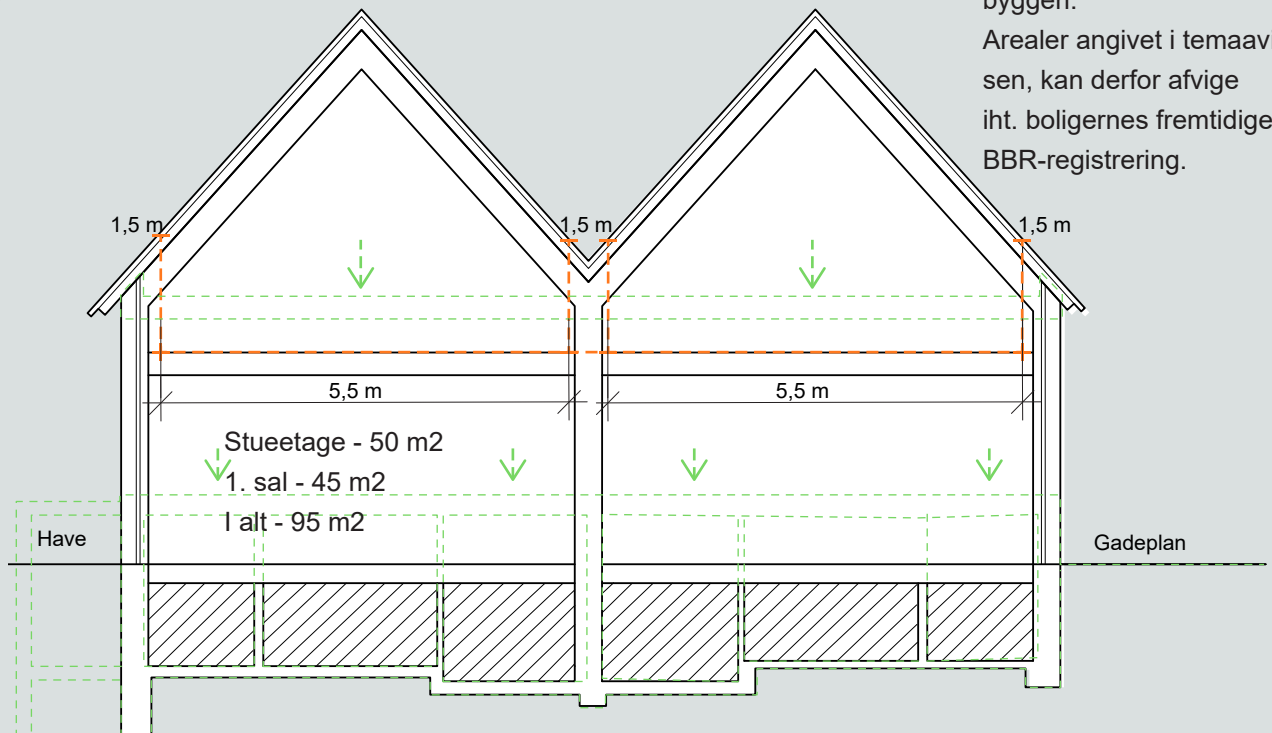 byggen.
Arealer angivet i temaavi
sen, kan derfor afvige
iht. boligernes fremtidige
BBR-registrering.
1,5 m
1,5 m
1,5 m
5,5 m
5,5 m
Stueetage - 50 m2
1. sal - 45 m2
I alt - 95 m2
Have
Gadeplan